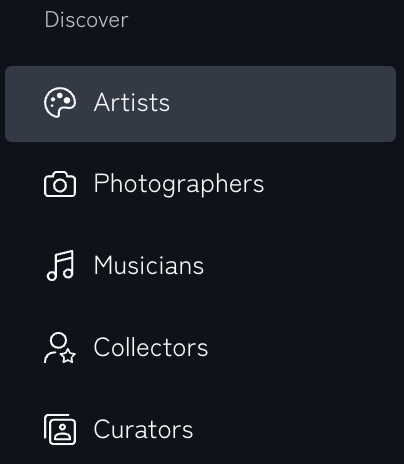 Discover
Artists
Photographers
Musicians
Collectors
Curators